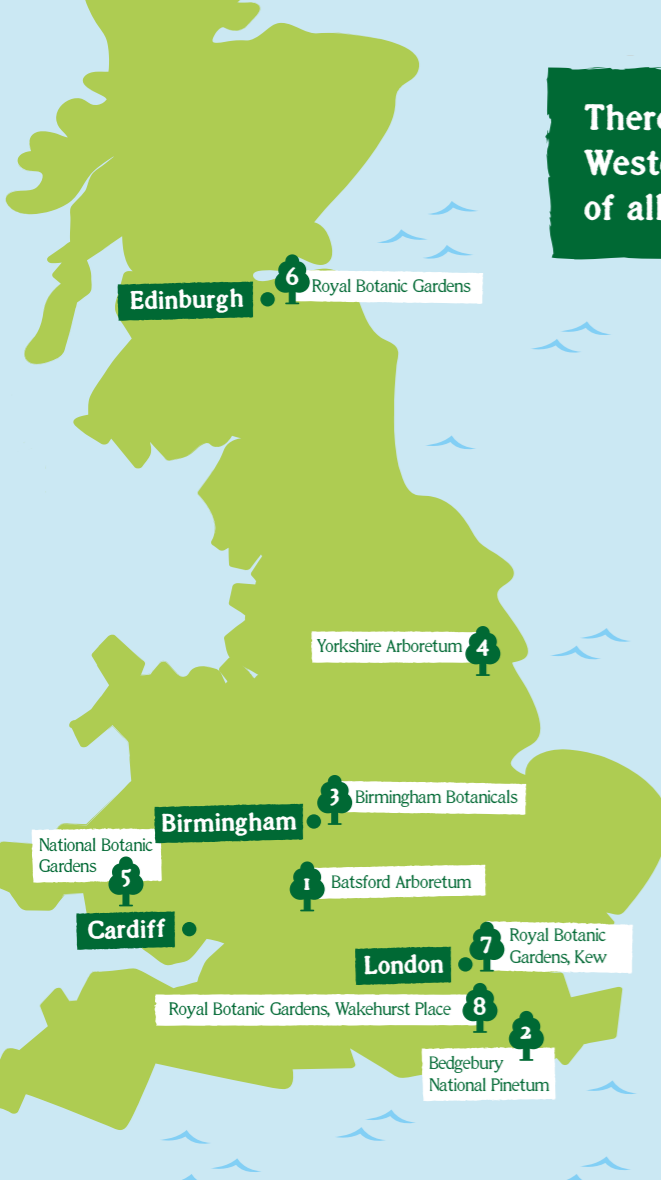 There
West
of all
6
Royal Botanic Gardens
Edinburgh
Yorkshire Arboretum
4
3
Birmingham Botanicals
Birmingham
National Botanic
Gardens
5
1
Batsford Arboretum
Cardiff
7
Royal Botanic
Gardens, Kew
London
Royal Botanic Gardens, Wakehurst Place
8
2
Bedgebury
National Pinetum